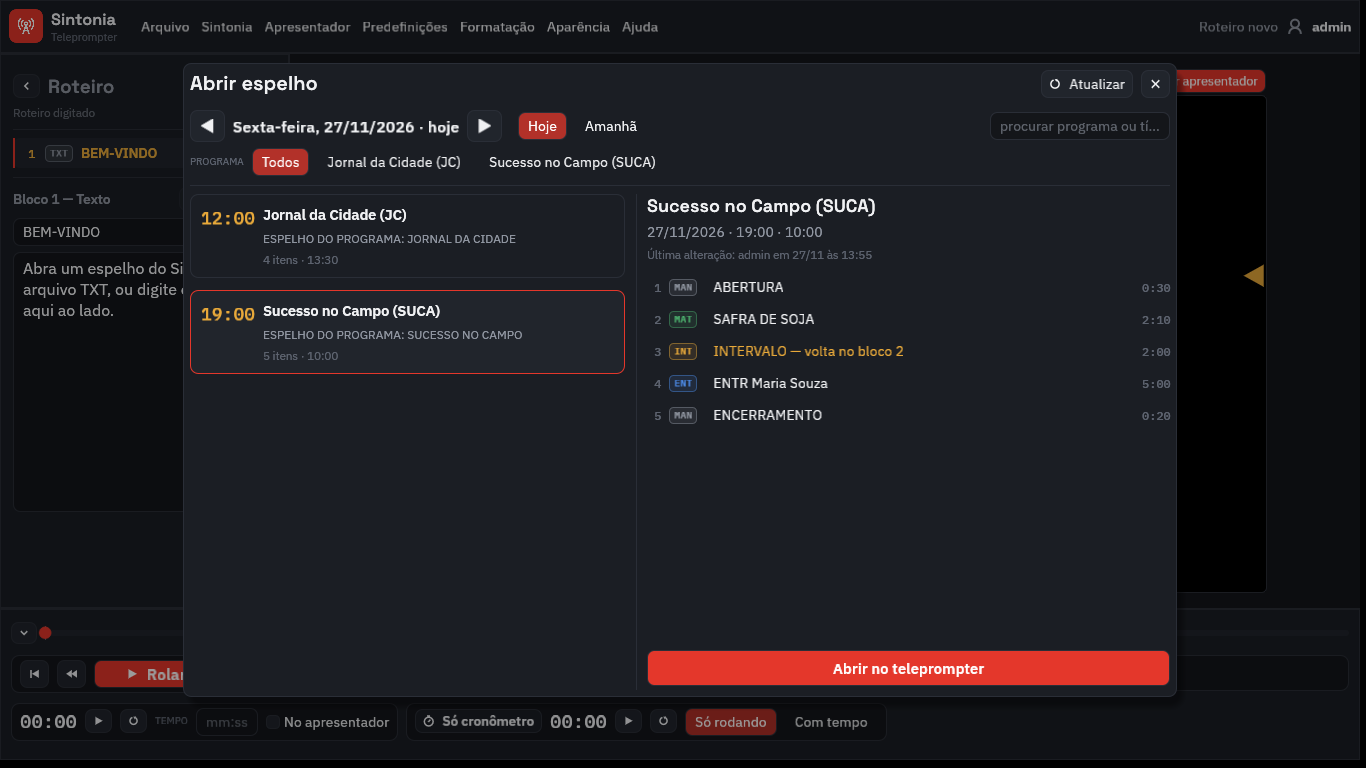 Sintonia
Teleprompter
Arquivo Sintonia Apresentador Predefinições Formatação Aparência Ajuda
Roteiro novo admin
Roteiro
Roteiro digitado
1 TXT BEM-VINDO
Bloco 1 — Texto
BEM-VINDO
Abra um espelho do Si
arquivo TXT, ou digite
aqui ao lado.
apresentador
Abrir espelho
Atualizar
Sexta-feira, 27/11/2026 · hoje
Hoje Amanhã
procurar programa ou tí...
PROGRAMA Todos Jornal da Cidade (JC) Sucesso no Campo (SUCA)
12:00 Jornal da Cidade (JC)
ESPELHO DO PROGRAMA: JORNAL DA CIDADE
4 itens · 13:30
19:00 Sucesso no Campo (SUCA)
ESPELHO DO PROGRAMA: SUCESSO NO CAMPO
5 itens · 10:00
Sucesso no Campo (SUCA)
27/11/2026 · 19:00 · 10:00
Última alteração: admin em 27/11 às 13:55
1 MAN ABERTURA 0:30
2 MAT SAFRA DE SOJA 2:10
3 INT INTERVALO — volta no bloco 2 2:00
4 ENT ENTR Maria Souza 5:00
5 MAN ENCERRAMENTO 0:20
Abrir no teleprompter
Rolar
00:00 TEMPO mm:ss No apresentador
Só cronômetro 00:00 Só rodando Com tempo